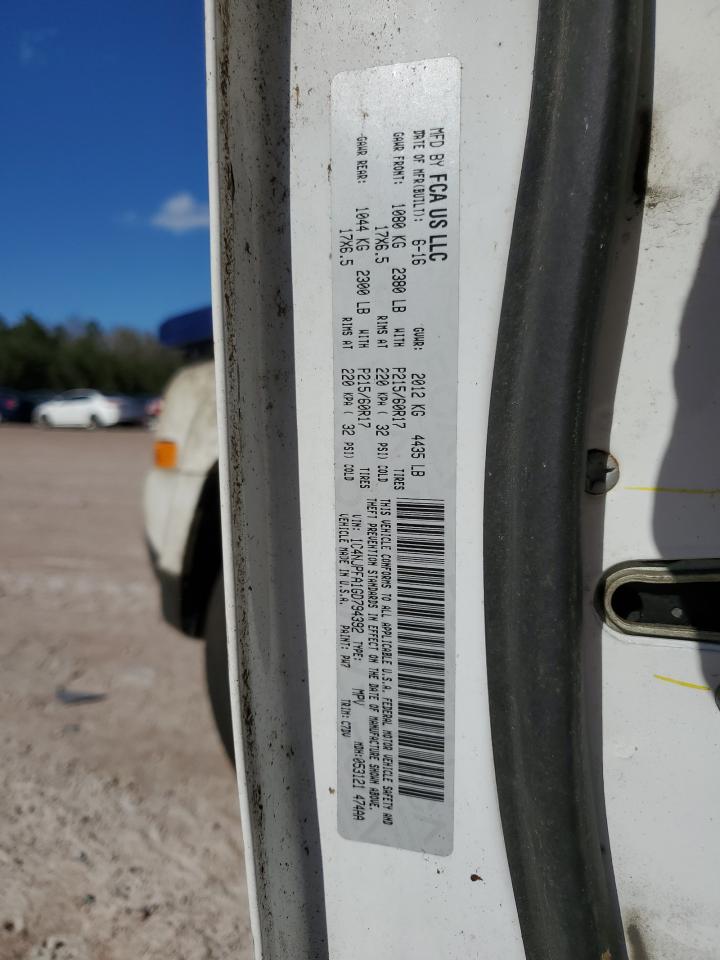 MFD BY FCA US LLC
DATE OF MFR(BUILT): 6-16 GVWR: 2012 KG 4435 LB
GAWR FRONT: 1080 KG 2380 LB WITH P215/60R17 TIRES
17X6.5 RIMS AT 220 KPA ( 32 PSI) COLD
GAWR REAR: 1044 KG 2300 LB WITH P215/60R17 TIRES
17X6.5 RIMS AT 220 KPA ( 32 PSI) COLD
THIS VEHICLE CONFORMS TO ALL APPLICABLE U.S.A. FEDERAL MOTOR VEHICLE SAFETY AND
THEFT PREVENTION STANDARDS IN EFFECT ON THE DATE OF MANUFACTURE SHOWN ABOVE.
VIN: 1C4NJPFA1GD794392 TYPE: MPV MDH: 053121 474AA
VEHICLE MADE IN U.S.A. PAINT: PW7 TRIM: C7DV